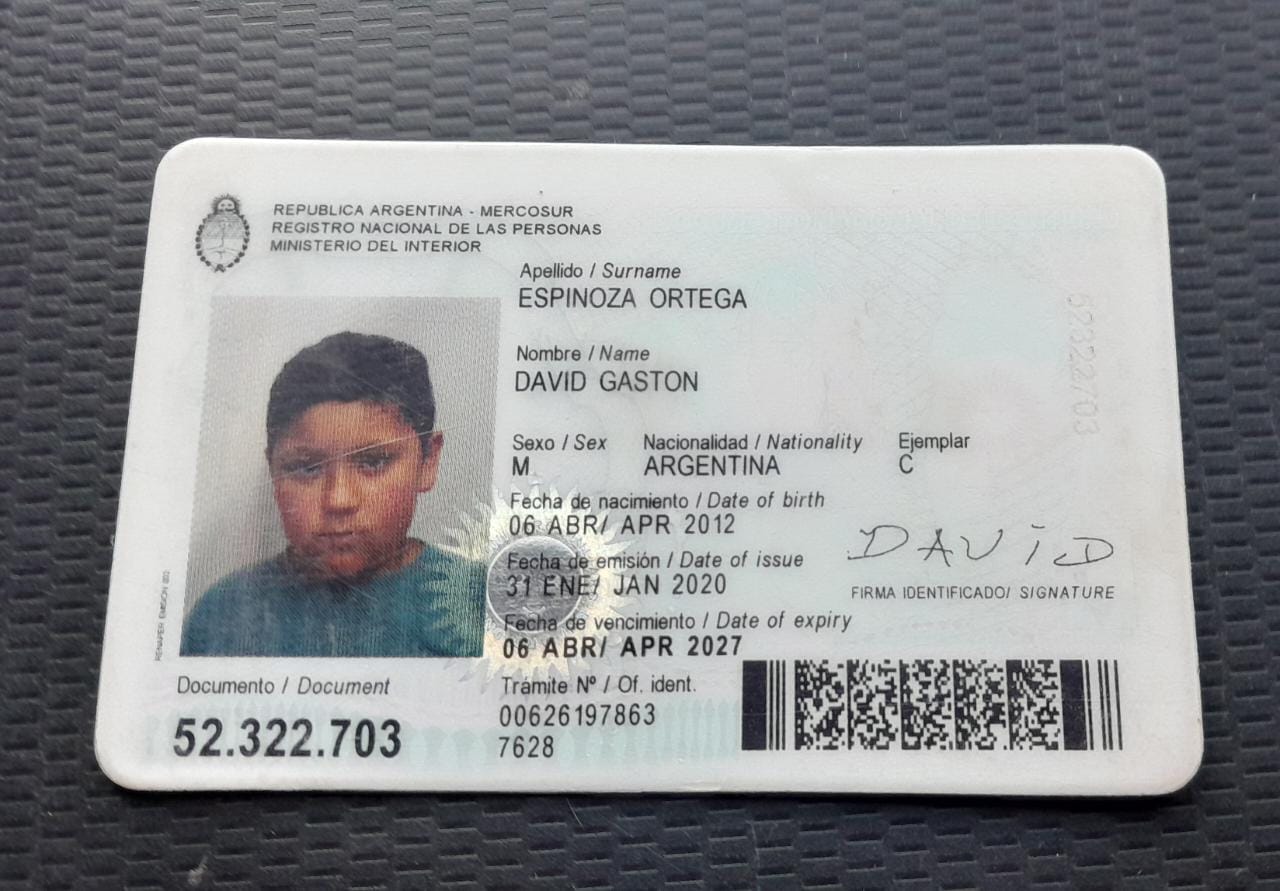 REPUBLICA ARGENTINA - MERCOSUR
REGISTRO NACIONAL DE LAS PERSONAS
MINISTERIO DEL INTERIOR
Apellido / Surname
ESPINOZA ORTEGA
Nombre / Name
DAVID GASTON
Sexo / Sex Nacionalidad / Nationality Ejemplar
M ARGENTINA C
Fecha de nacimiento / Date of birth
06 ABR/ APR 2012
Fecha de emisión / Date of issue
31 ENE/ JAN 2020
Fecha de vencimiento / Date of expiry
06 ABR/ APR 2027
DAViD
FIRMA IDENTIFICADO/ SIGNATURE
Documento / Document
52.322.703
Trámite Nº / Of. ident.
00626197863
7628
52322703